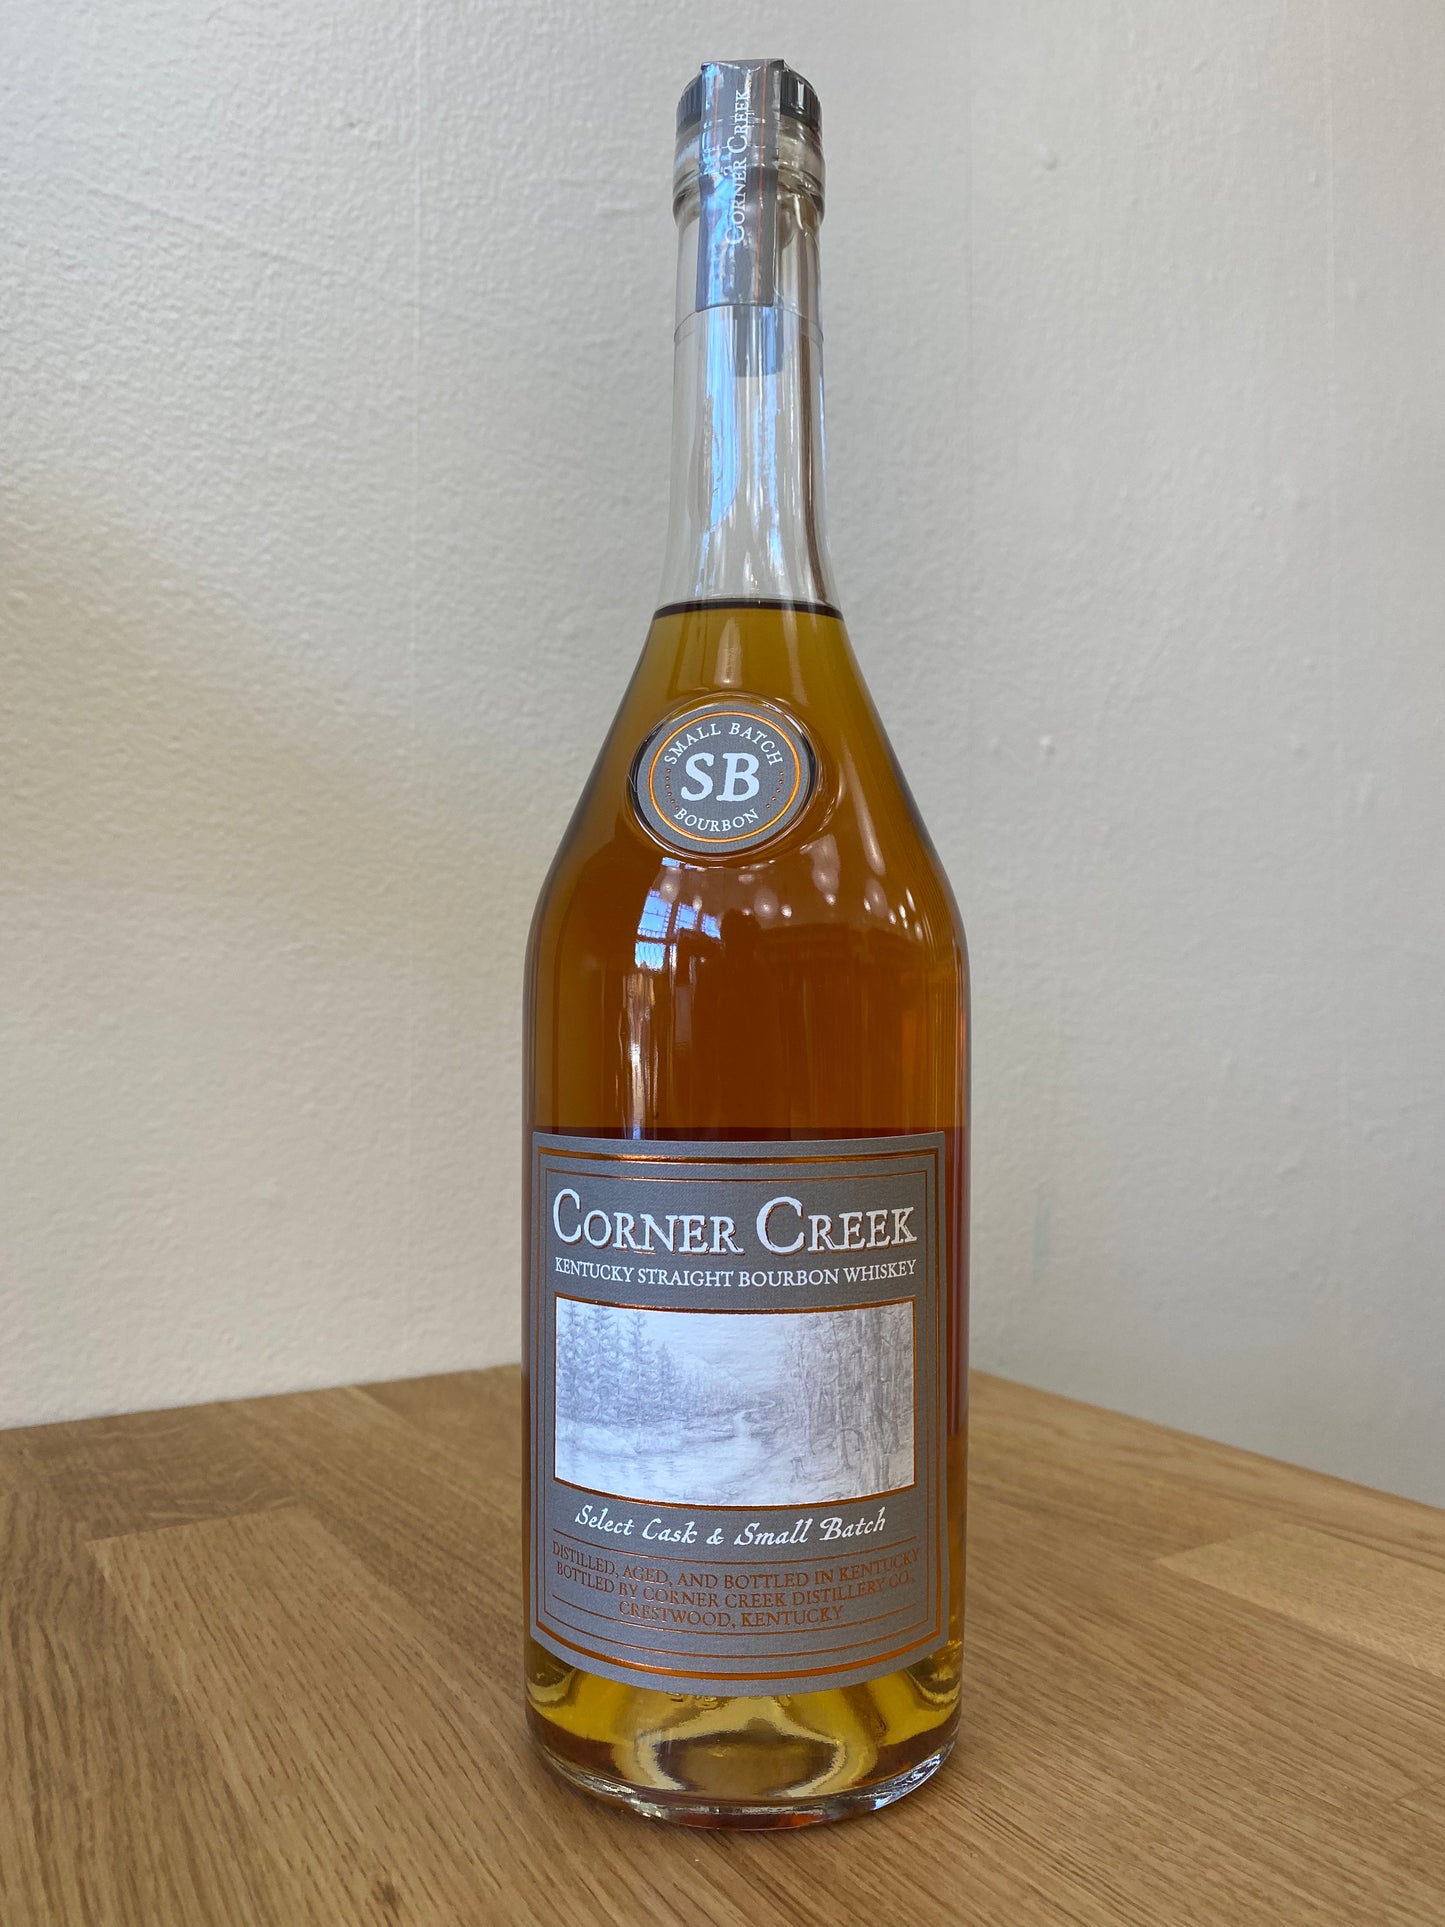 CORNER CREEK
SMALL BATCH
SB
BOURBON
CORNER CREEK
KENTUCKY STRAIGHT BOURBON WHISKEY
Select Cask & Small Batch
DISTILLED, AGED, AND BOTTLED IN KENTUCKY
BOTTLED BY CORNER CREEK DISTILLERY CO.,
CRESTWOOD, KENTUCKY